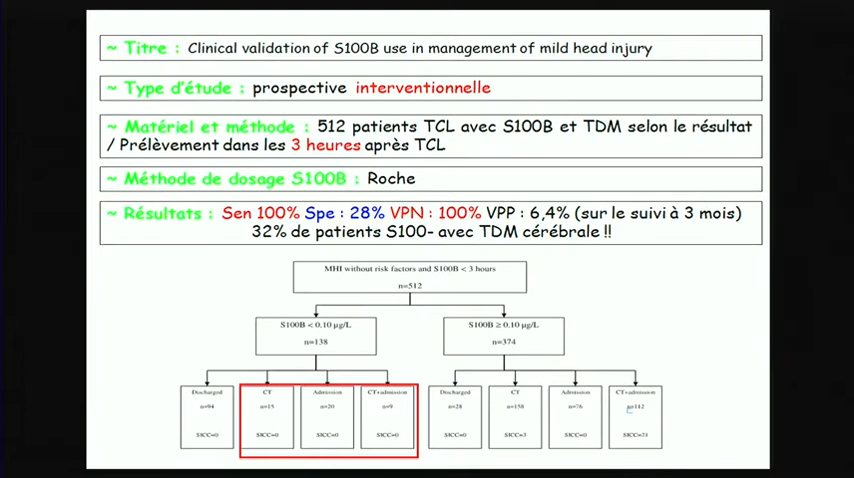 ~ Titre : Clinical validation of S100B use in management of mild head injury
~ Type d'étude : prospective interventionnelle
~ Matériel et méthode : 512 patients TCL avec S100B et TDM selon le résultat
/ Prélèvement dans les 3 heures après TCL
~ Méthode de dosage S100B : Roche
~ Résultats : Sen 100% Spe : 28% VPN : 100% VPP : 6,4% (sur le suivi à 3 mois)
32% de patients S100- avec TDM cérébrale !!
MHI without risk factors and S100B < 3 hours
n=512
S100B < 0.10 µg/L
n=138
S100B ≥ 0.10 µg/L
n=374
Discharged
n=94
SICC=0
CT
n=15
SICC=0
Admission
n=20
SICC=0
CT+admission
n=9
SICC=0
Discharged
n=28
SICC=0
CT
n=158
SICC=3
Admission
n=76
SICC=0
CT+admission
n=112
SICC=21